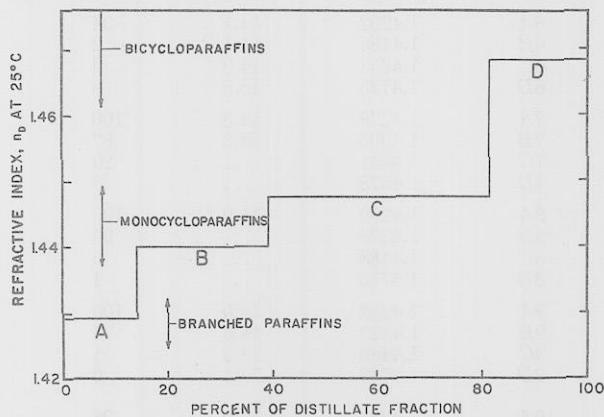 REFRACTIVE INDEX, nD AT 25°C
1.46
1.44
1.42
BICYCLOPARAFFINS
MONOCYCLOPARAFFINS
BRANCHED PARAFFINS
A
B
C
D
0
20
40
60
80
100
PERCENT OF DISTILLATE FRACTION